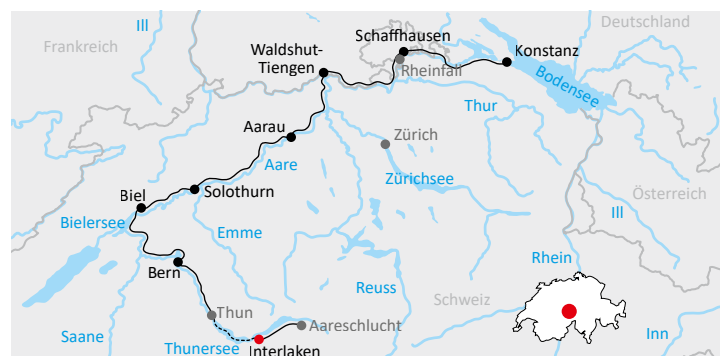 Ill
Deutschland
Frankreich
Schaffhausen
Waldshut-
Tiengen
Konstanz
Rheinfall
Bodensee
Thur
Aarau
Zürich
Aare
Zürichsee
Biel
Solothurn
Österreich
Bielersee
Emme
Ill
Bern
Rhein
Reuss
Thun
Schweiz
Aareschlucht
Saane
Inn
Thunersee
Interlaken